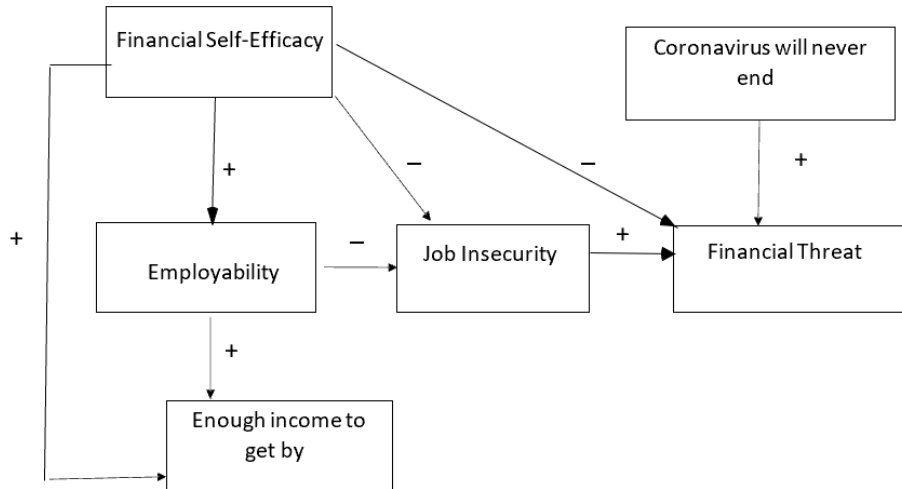 Financial Self-Efficacy
Coronavirus will never
end
–
–
+
+
+
–
+
Employability
Job Insecurity
Financial Threat
+
Enough income to
get by